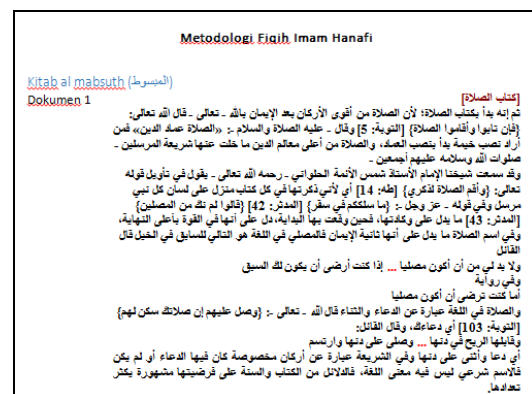 Metodologi Fiqih Imam Hanafi
Kitab al mabsuth (المبسوط)
Dokumen 1
[كتاب الصلاة]
ثم إنه بدأ بكتاب الصلاة؛ لأن الصلاة من أقوى الأركان بعد الإيمان بالله - تعالى - قال الله تعالى:
{فإن تابوا وأقاموا الصلاة} [التوبة: 5] وقال - عليه الصلاة والسلام -: «الصلاة عماد الدين» فمن
أراد نصب خيمة بدأ بنصب العماد، والصلاة من أعلى معالم الدين ما خلت عنها شريعة المرسلين -
صلوات الله وسلامه عليهم أجمعين -
وقد سمعت شيخنا الإمام الأستاذ شمس الأئمة الحلواني - رحمه الله تعالى - يقول في تأويل قوله
تعالى: {وأقم الصلاة لذكري} [طه: 14] أي لأني ذكرتها في كل كتاب منزل على لسان كل نبي
مرسل وفي قوله - عز وجل -: {ما سلككم في سقر} [المدثر: 42] {قالوا لم نك من المصلين}
[المدثر: 43] ما يدل على وكادتها، فحين وقعت بها البداية، دل على أنها في القوة بأعلى النهاية،
وفي اسم الصلاة ما يدل على أنها ثانية الإيمان فالمصلي في اللغة هو التالي للسابق في الخيل قال
القائل
ولا بد لي من أن أكون مصليا ... إذا كنت أرضى أن يكون لك السبق
وفي رواية
أما كنت ترضى أن أكون مصليا
والصلاة في اللغة عبارة عن الدعاء والثناء قال الله - تعالى -: {وصل عليهم إن صلاتك سكن لهم}
[التوبة: 103] أي دعاءك، وقال القائل:
وقابلها الريح في دنها ... وصلى على دنها وارتسم
أي دعا وأثنى على دنها وفي الشريعة عبارة عن أركان مخصوصة كان فيها الدعاء أو لم يكن
فالاسم شرعي ليس فيه معنى اللغة، فالدلائل من الكتاب والسنة على فرضيتها مشهورة يكثر
تعدادها.